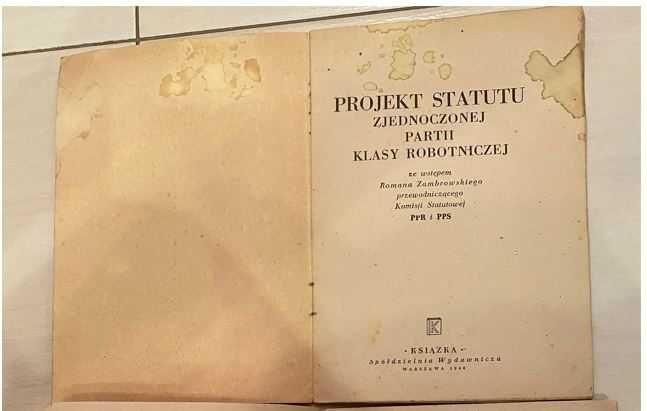 PROJEKT STATUTU
ZJEDNOCZONEJ
PARTII
KLASY ROBOTNICZEJ
ze wstępem
Romana Zambrowskiego
przewodniczącego
Komisji Statutowej
PPR i PPS
K
• KSIĄŻKA •
Spółdzielnia Wydawnicza
WARSZAWA 1948